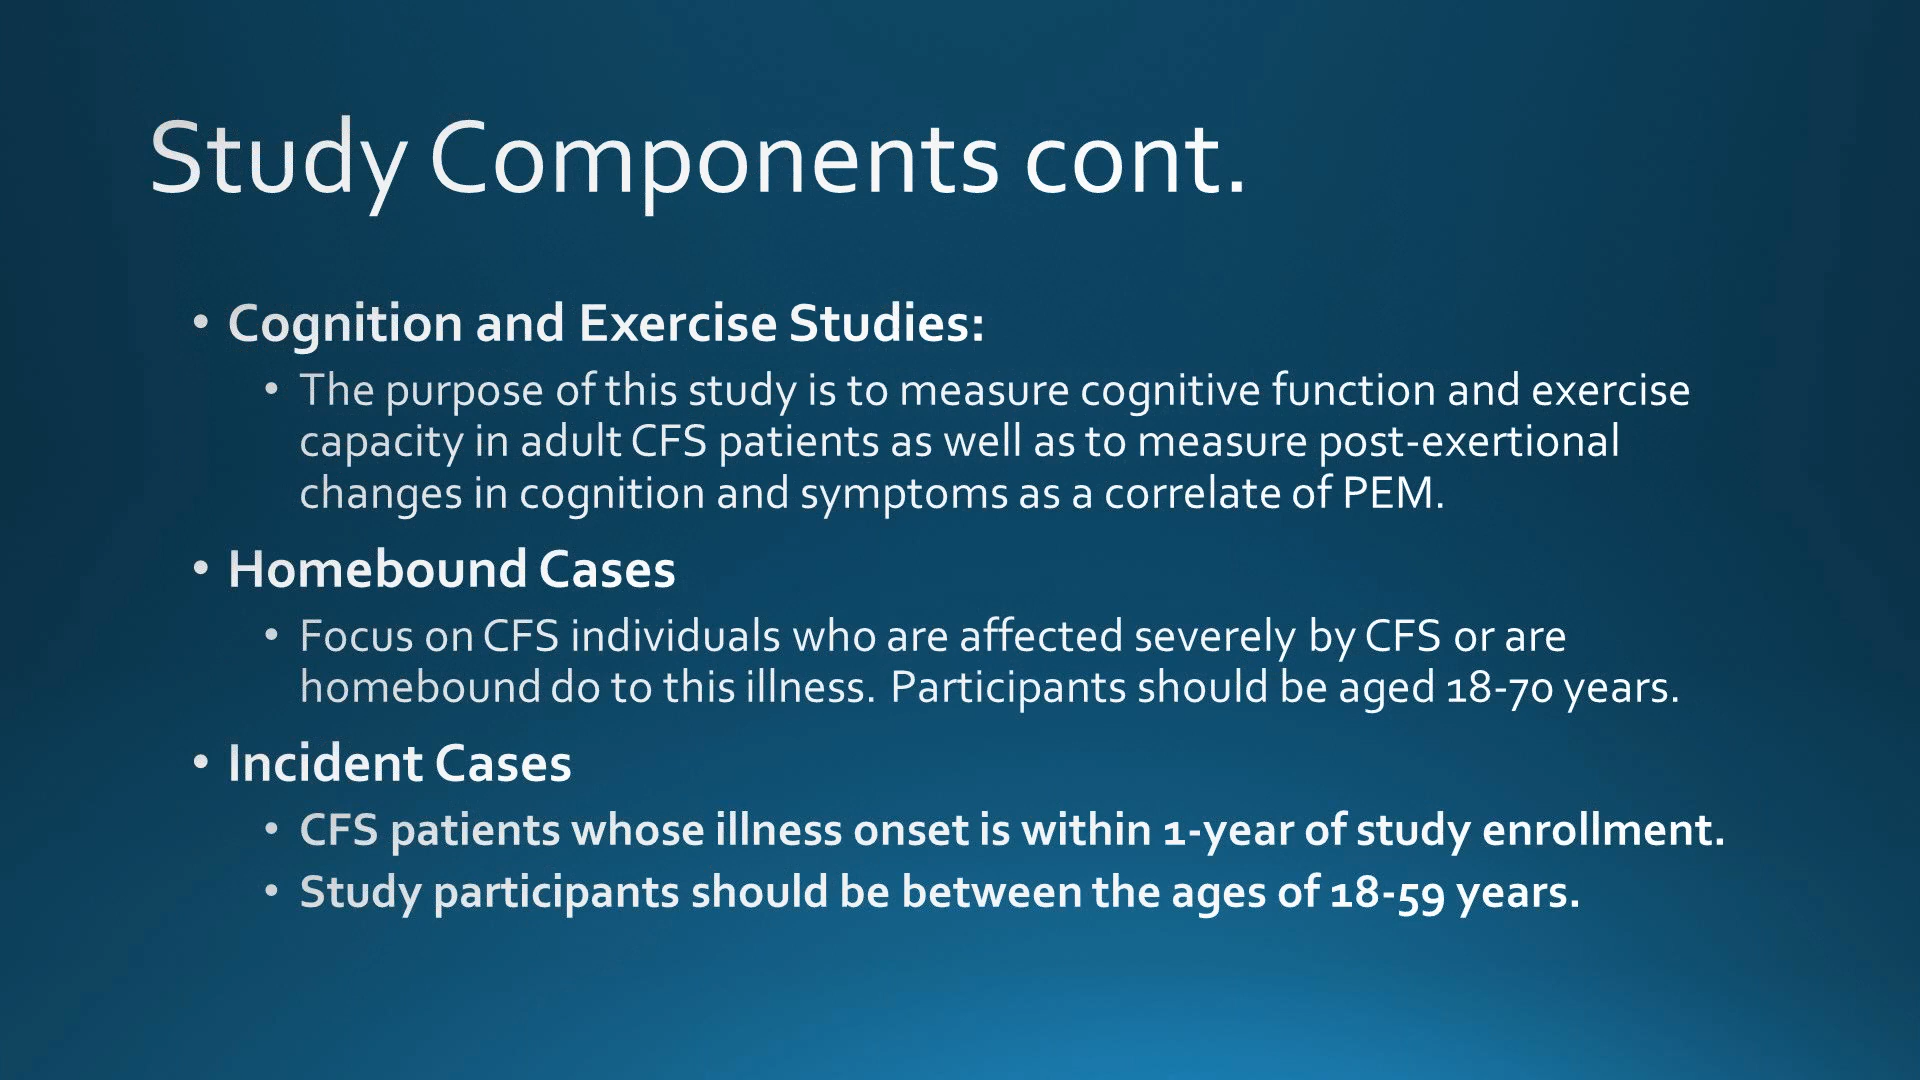 Study Components cont.
• Cognition and Exercise Studies:
• The purpose of this study is to measure cognitive function and exercise
capacity in adult CFS patients as well as to measure post-exertional
changes in cognition and symptoms as a correlate of PEM.
• Homebound Cases
• Focus on CFS individuals who are affected severely by CFS or are
homebound do to this illness. Participants should be aged 18-70 years.
• Incident Cases
• CFS patients whose illness onset is within 1-year of study enrollment.
• Study participants should be between the ages of 18-59 years.